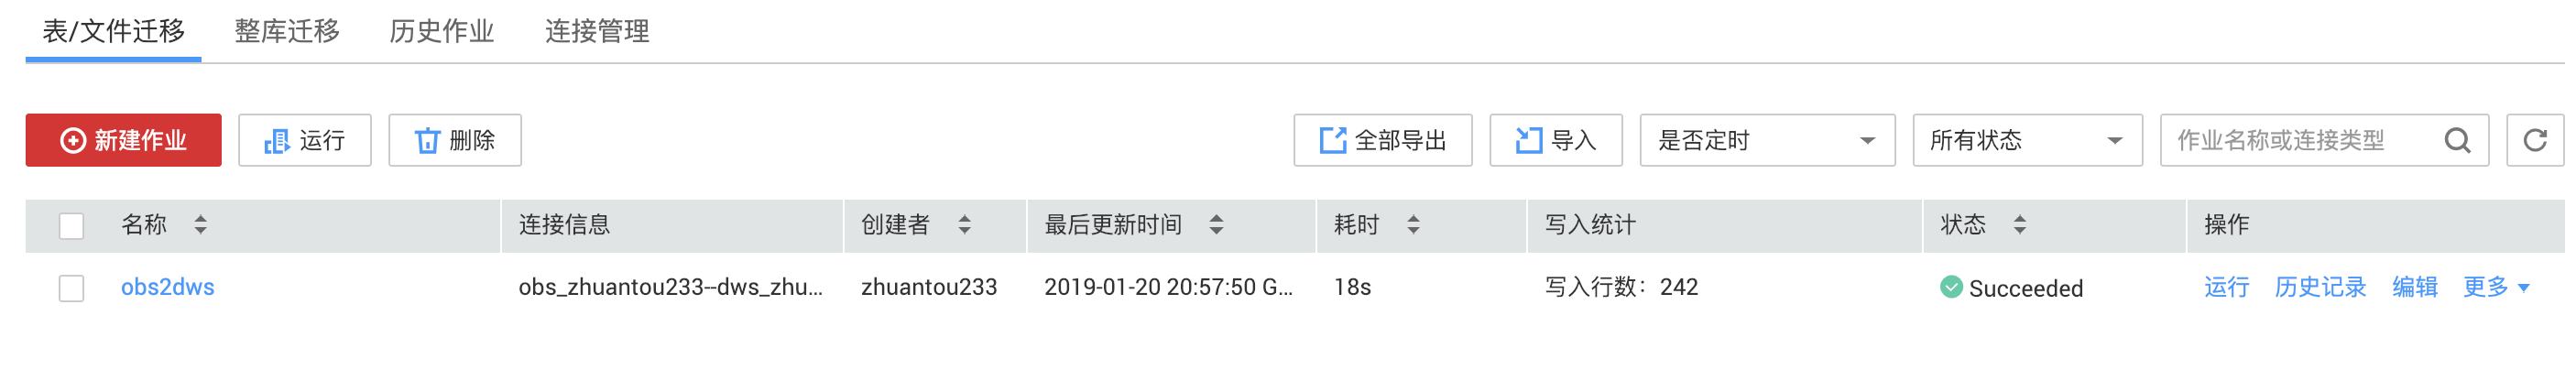 表/文件迁移 整库迁移 历史作业 连接管理
新建作业 运行 删除 全部导出 导入 是否定时 所有状态 作业名称或连接类型
名称 连接信息 创建者 最后更新时间 耗时 写入统计 状态 操作
obs2dws obs_zhuantou233--dws_zhu... zhuantou233 2019-01-20 20:57:50 G... 18s 写入行数：242 Succeeded 运行 历史记录 编辑 更多